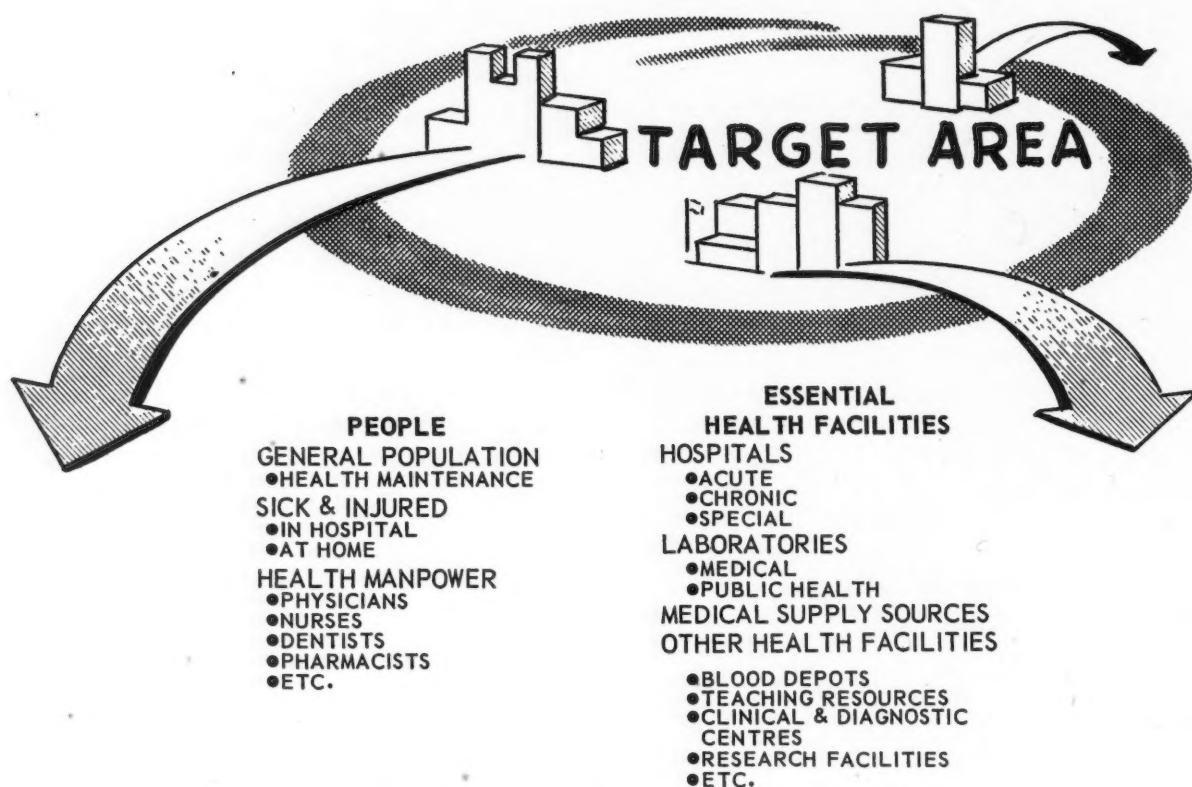 TARGET AREA
PEOPLE
GENERAL POPULATION
●HEALTH MAINTENANCE
SICK & INJURED
●IN HOSPITAL
●AT HOME
HEALTH MANPOWER
●PHYSICIANS
●NURSES
●DENTISTS
●PHARMACISTS
●ETC.
ESSENTIAL
HEALTH FACILITIES
HOSPITALS
●ACUTE
●CHRONIC
●SPECIAL
LABORATORIES
●MEDICAL
●PUBLIC HEALTH
MEDICAL SUPPLY SOURCES
OTHER HEALTH FACILITIES
●BLOOD DEPOTS
●TEACHING RESOURCES
●CLINICAL & DIAGNOSTIC
CENTRES
●RESEARCH FACILITIES
●ETC.